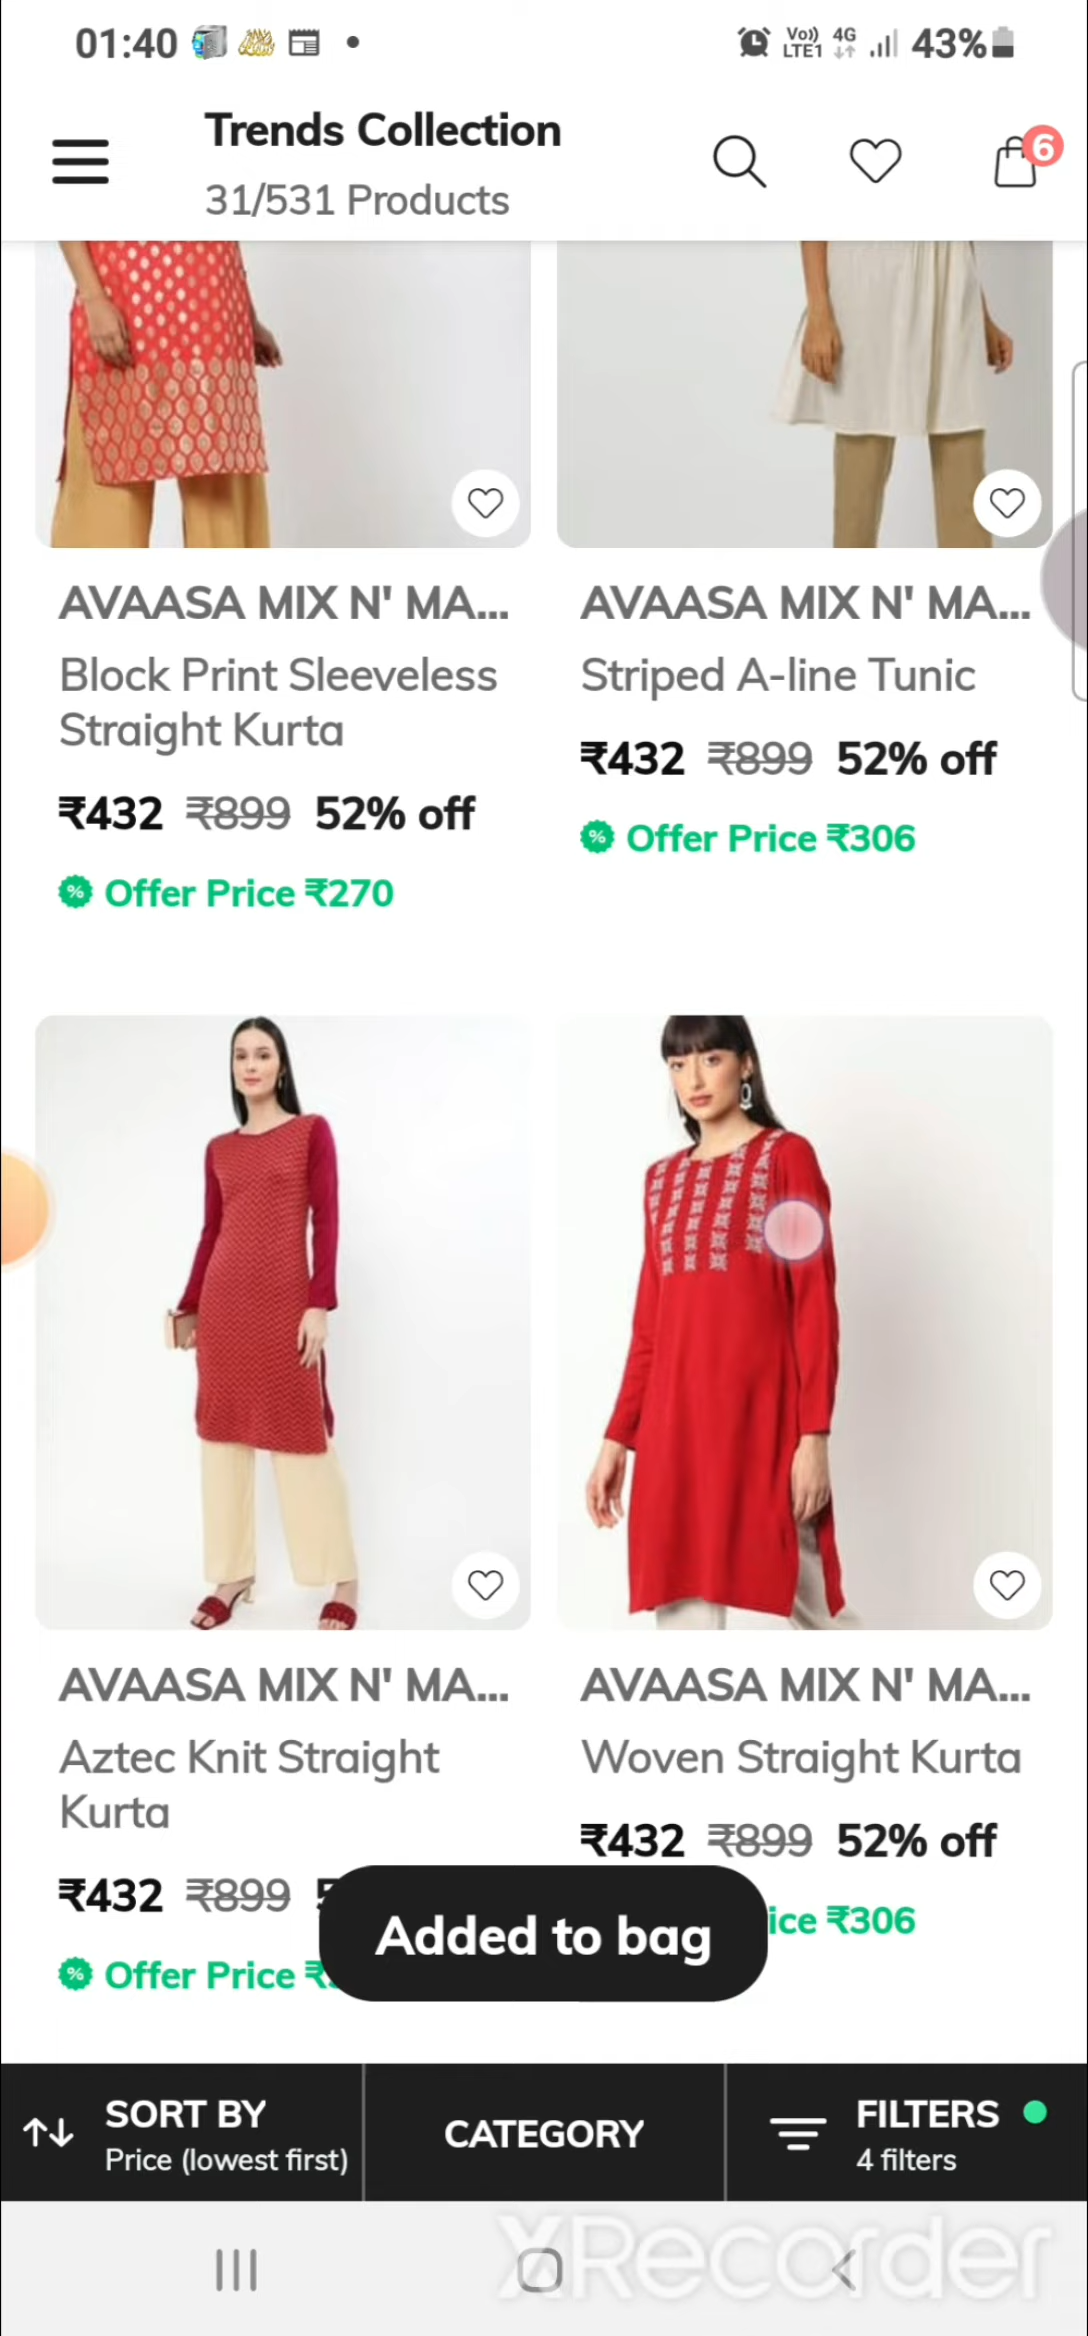 01:40
Vo)) LTE1 4G 43%
Trends Collection
31/531 Products
6
AVAASA MIX N' MA...
Block Print Sleeveless
Straight Kurta
₹432 ₹899 52% off
% Offer Price ₹270
AVAASA MIX N' MA...
Striped A-line Tunic
₹432 ₹899 52% off
% Offer Price ₹306
AVAASA MIX N' MA...
Aztec Knit Straight
Kurta
₹432 ₹899
% Offer Price
AVAASA MIX N' MA...
Woven Straight Kurta
₹432 ₹899 52% off
ice ₹306
Added to bag
SORT BY
Price (lowest first)
CATEGORY
FILTERS
4 filters
XRecorder